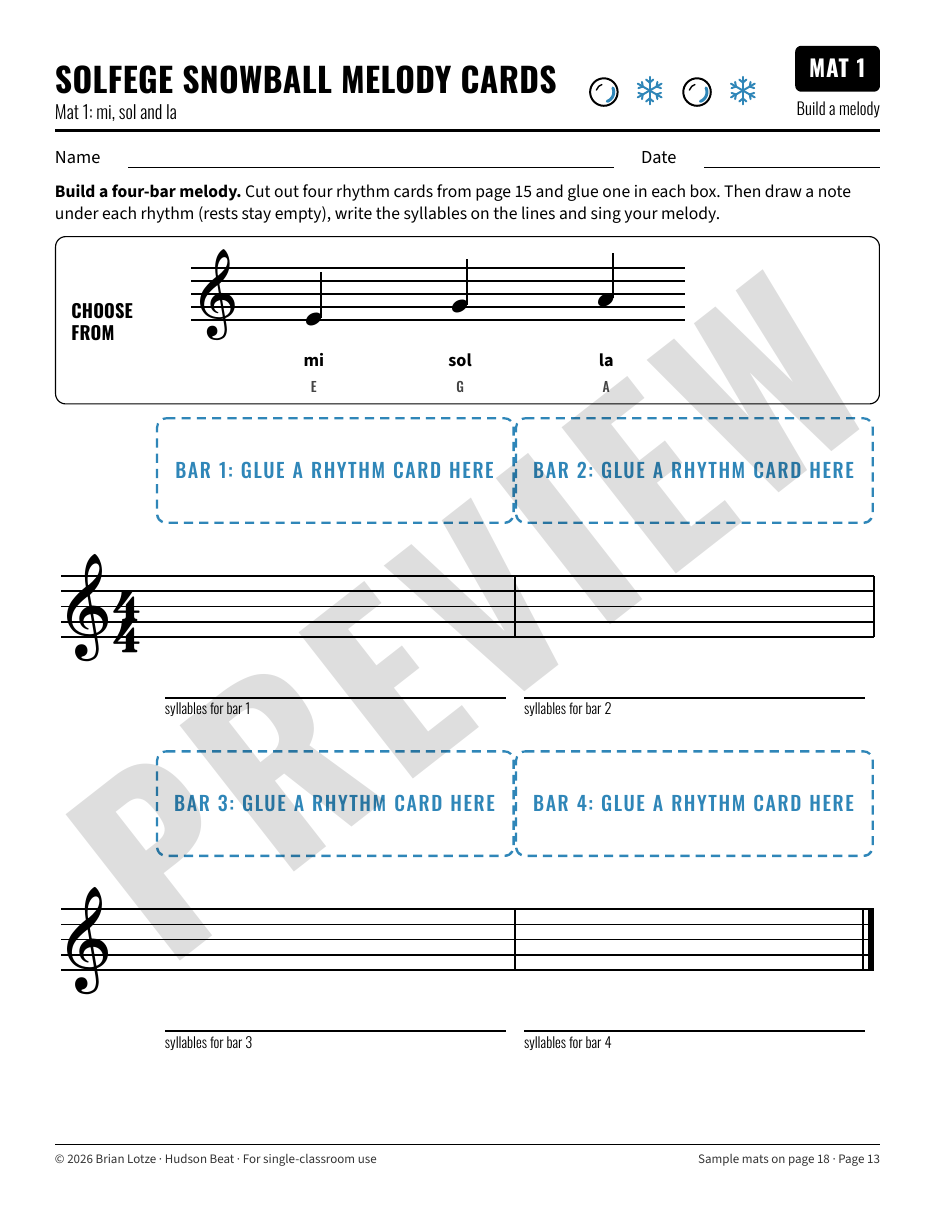 SOLFEGE SNOWBALL MELODY CARDS
MAT 1
Mat 1: mi, sol and la
Build a melody
Name
Date
Build a four-bar melody. Cut out four rhythm cards from page 15 and glue one in each box. Then draw a note
under each rhythm (rests stay empty), write the syllables on the lines and sing your melody.
CHOOSE
FROM
mi sol la
E G A
BAR 1: GLUE A RHYTHM CARD HERE
BAR 2: GLUE A RHYTHM CARD HERE
4
4
syllables for bar 1
syllables for bar 2
BAR 3: GLUE A RHYTHM CARD HERE
BAR 4: GLUE A RHYTHM CARD HERE
syllables for bar 3
syllables for bar 4
PREVIEW
© 2026 Brian Lotze · Hudson Beat · For single-classroom use
Sample mats on page 18 · Page 13